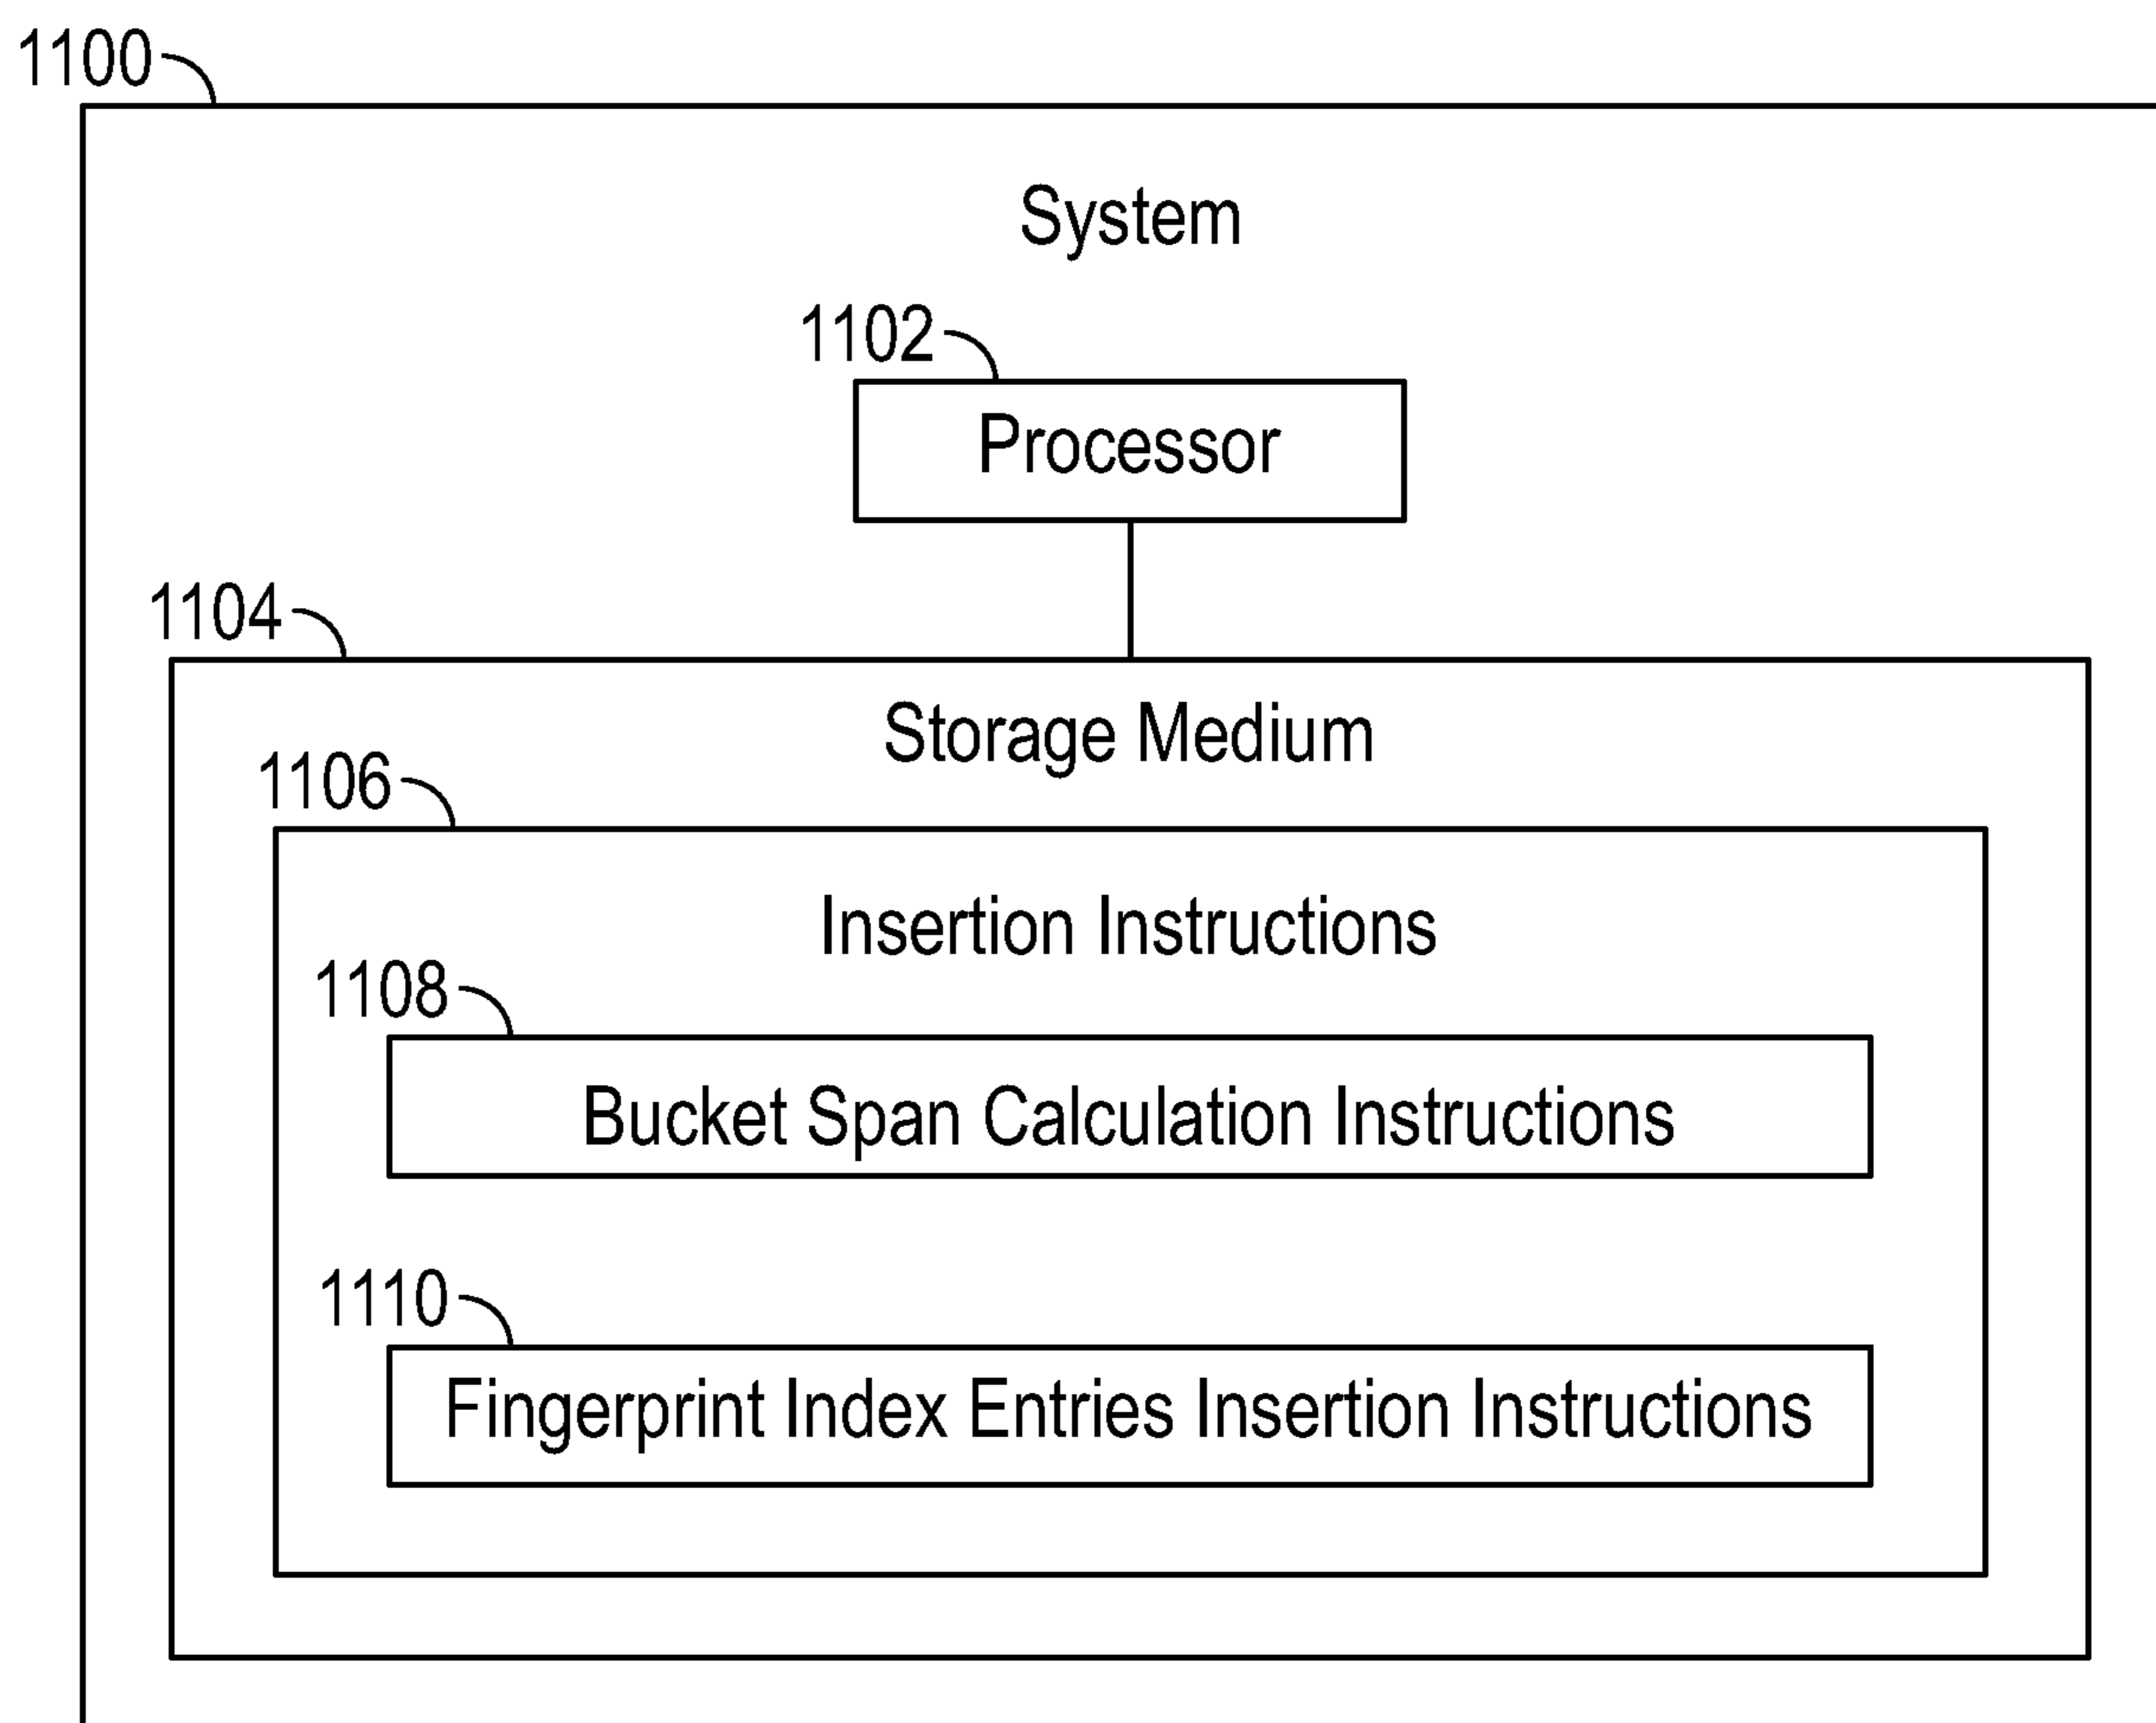 1100
System
1102
Processor
1104
Storage Medium
1106
Insertion Instructions
1108
Bucket Span Calculation Instructions
1110
Fingerprint Index Entries Insertion Instructions